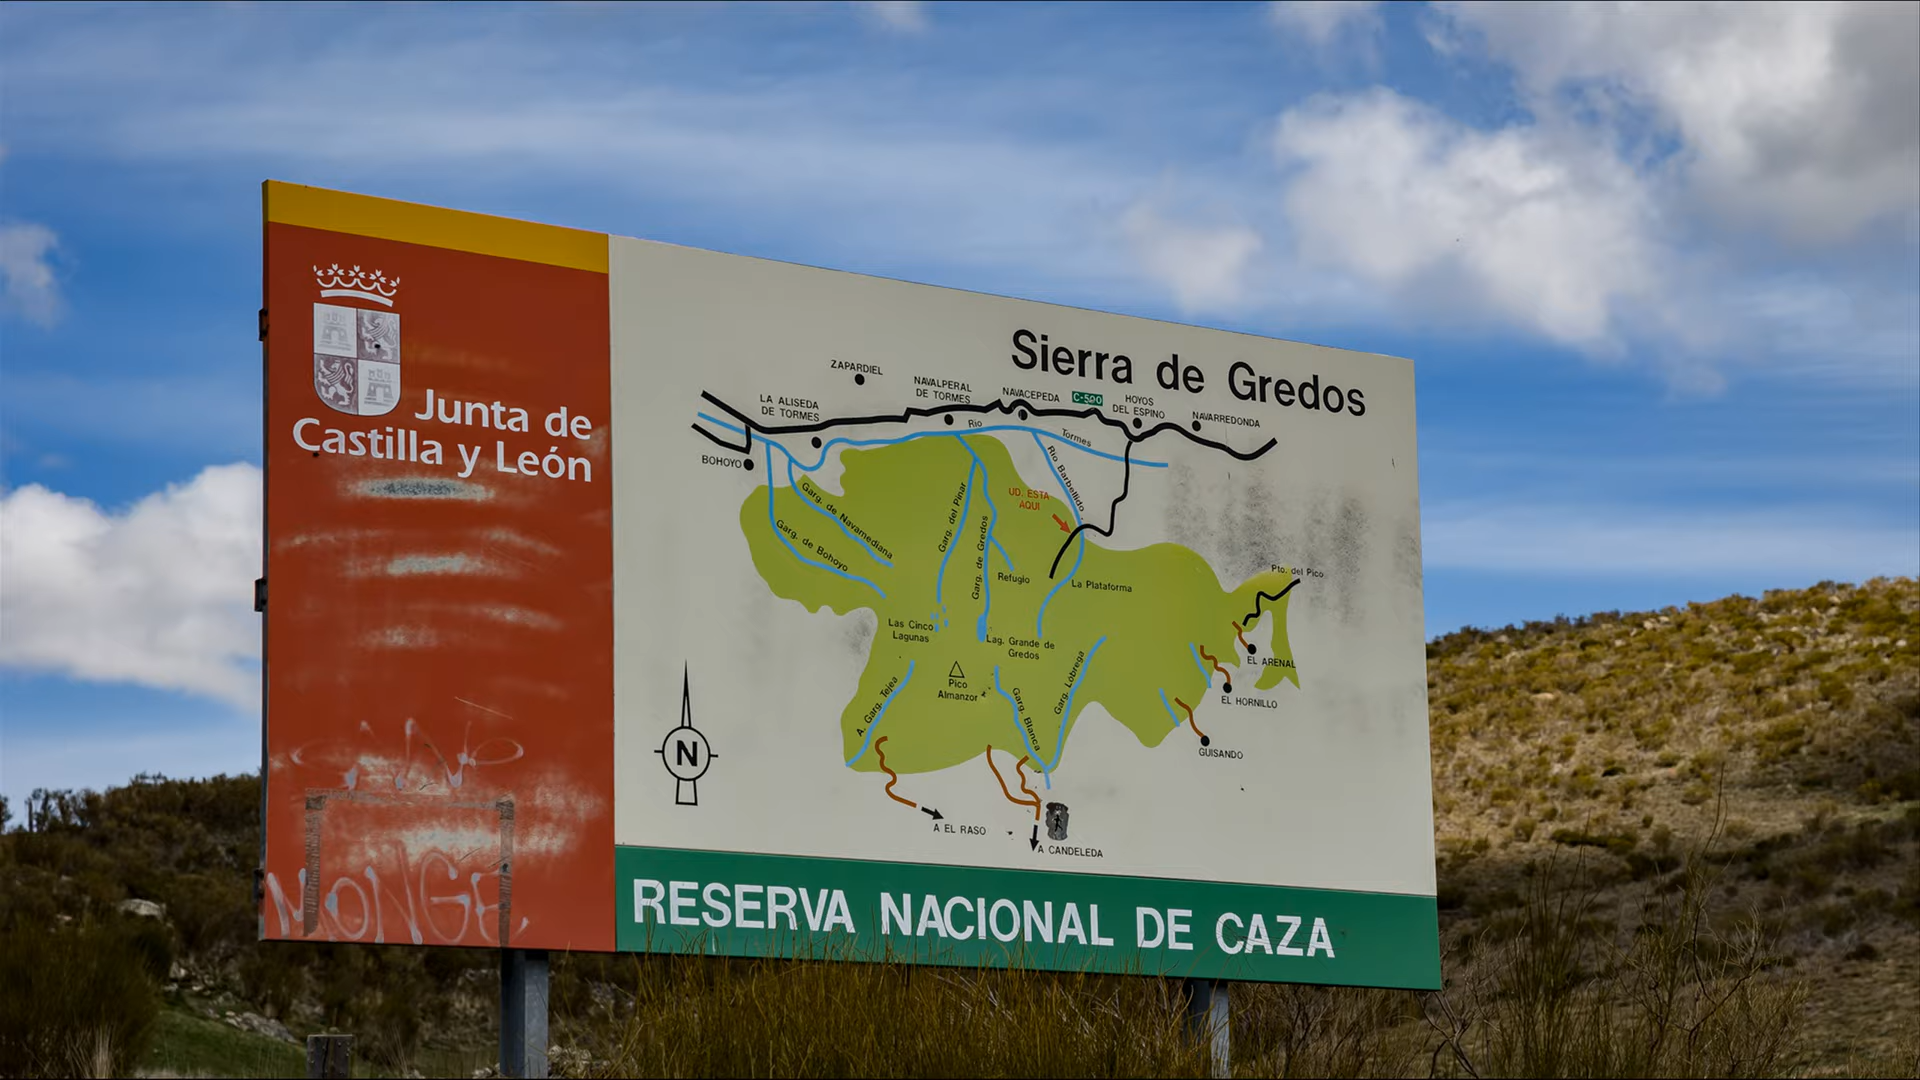 Junta de
Castilla y León
Sierra de Gredos
ZAPARDIEL
NAVALPERAL
DE TORMES
NAVACEPEDA
C-500
HOYOS
DEL ESPINO
NAVARREDONDA
LA ALISEDA
DE TORMES
BOHOYO
Rio
Tormes
Rio Barbellido
UD. ESTA
AQUI
Garg. de Navamediana
Garg. de Bohoyo
Garg. del Pinar
Garg. de Gredos
Refugio
La Plataforma
Pto. del Pico
Las Cinco
Lagunas
Lag. Grande de
Gredos
Pico
Almanzor
A. Garg. Tejea
Garg. Blanca
Garg. Lobrega
EL ARENAL
EL HORNILLO
GUISANDO
N
A EL RASO
A CANDELEDA
MONGE
RESERVA NACIONAL DE CAZA